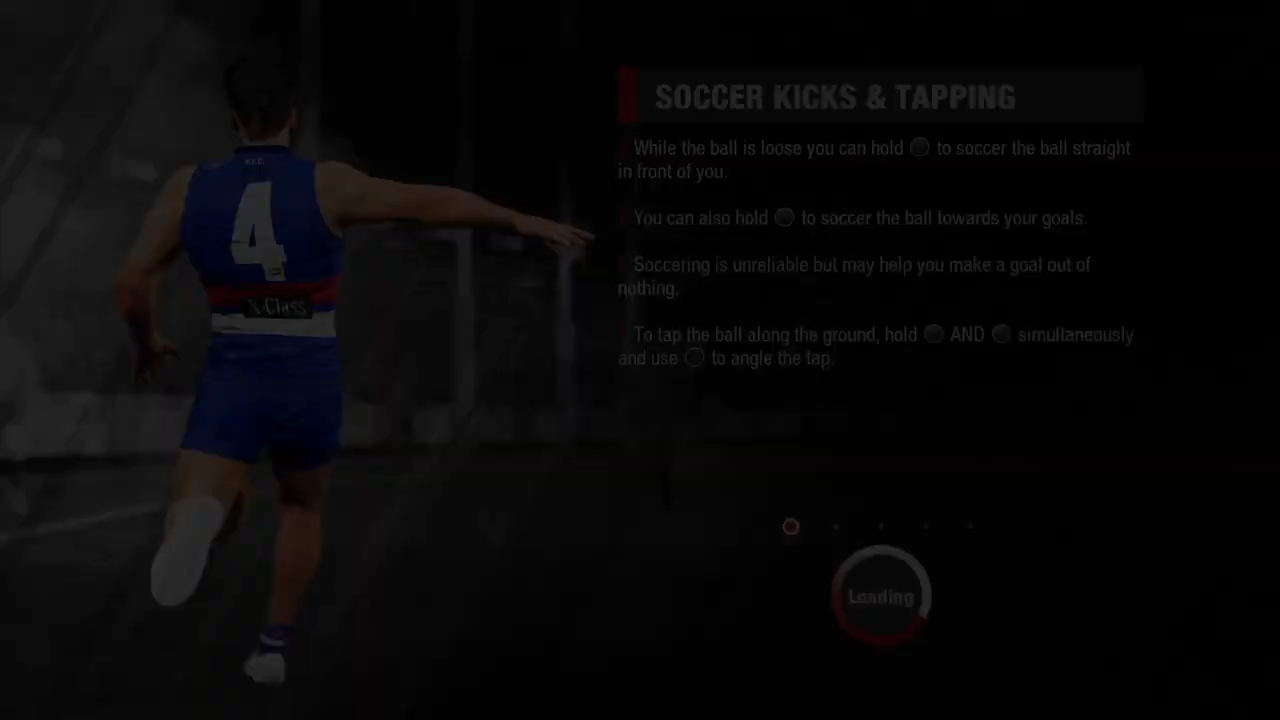 SOCCER KICKS & TAPPING
While the ball is loose you can hold to soccer the ball straight
in front of you.
You can also hold to soccer the ball towards your goals.
Soccering is unreliable but may help you make a goal out of
nothing.
To tap the ball along the ground, hold AND simultaneously
and use to angle the tap.
4
X-Class
Loading